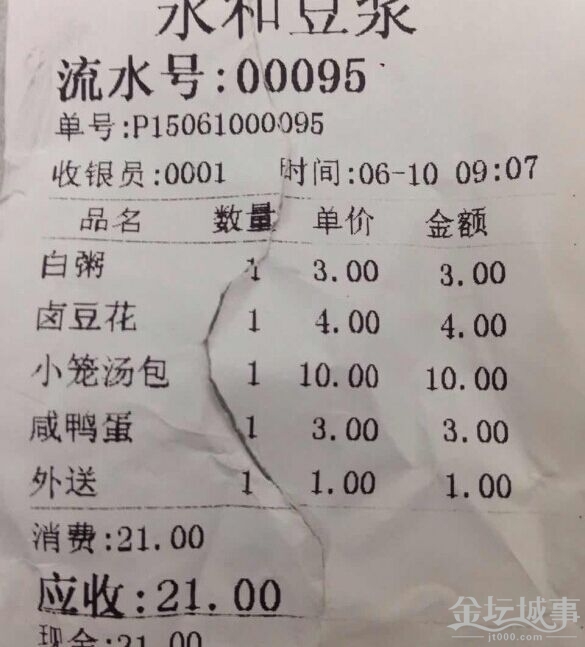 永和豆浆
流水号:00095
单号:P15061000095
收银员:0001 时间:06-10 09:07
品名 数量 单价 金额
白粥 1 3.00 3.00
卤豆花 1 4.00 4.00
小笼汤包 1 10.00 10.00
咸鸭蛋 1 3.00 3.00
外送 1 1.00 1.00
消费:21.00
应收:21.00
现金:21.00
金坛城事
jt000.com